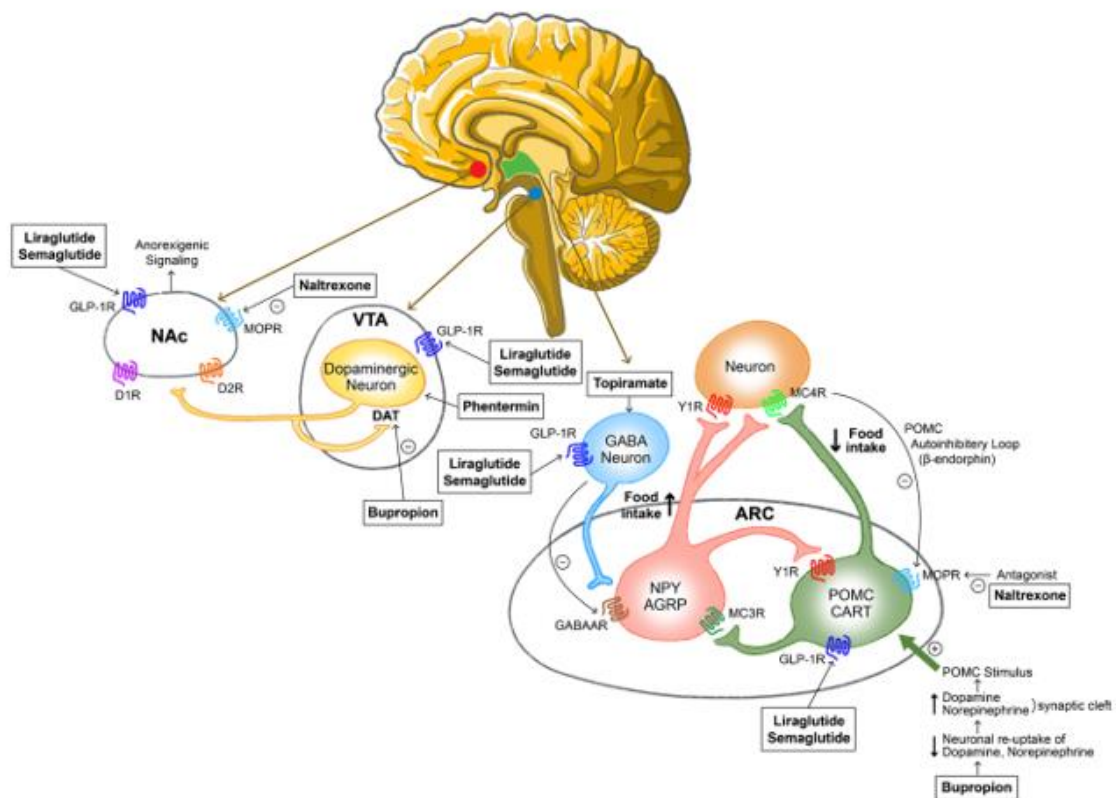 Liraglutide
Semaglutide
Anorexigenic
Signaling
Naltrexone
GLP-1R
MOPR
NAc
D1R
D2R
VTA
GLP-1R
Dopaminergic
Neuron
Liraglutide
Semaglutide
DAT
Phentermin
Bupropion
Topiramate
GLP-1R
GABA
Neuron
Liraglutide
Semaglutide
Neuron
Y1R
MC4R
Food
intake
POMC
Autoinhibitery Loop
(β-endorphin)
Food
intake
ARC
NPY
AGRP
GABAAR
Y1R
MC3R
POMC
CART
MOPR
Antagonist
Naltrexone
GLP-1R
Liraglutide
Semaglutide
POMC Stimulus
Dopamine
Norepinephrine
synaptic cleft
Neuronal re-uptake of
Dopamine, Norepinephrine
Bupropion